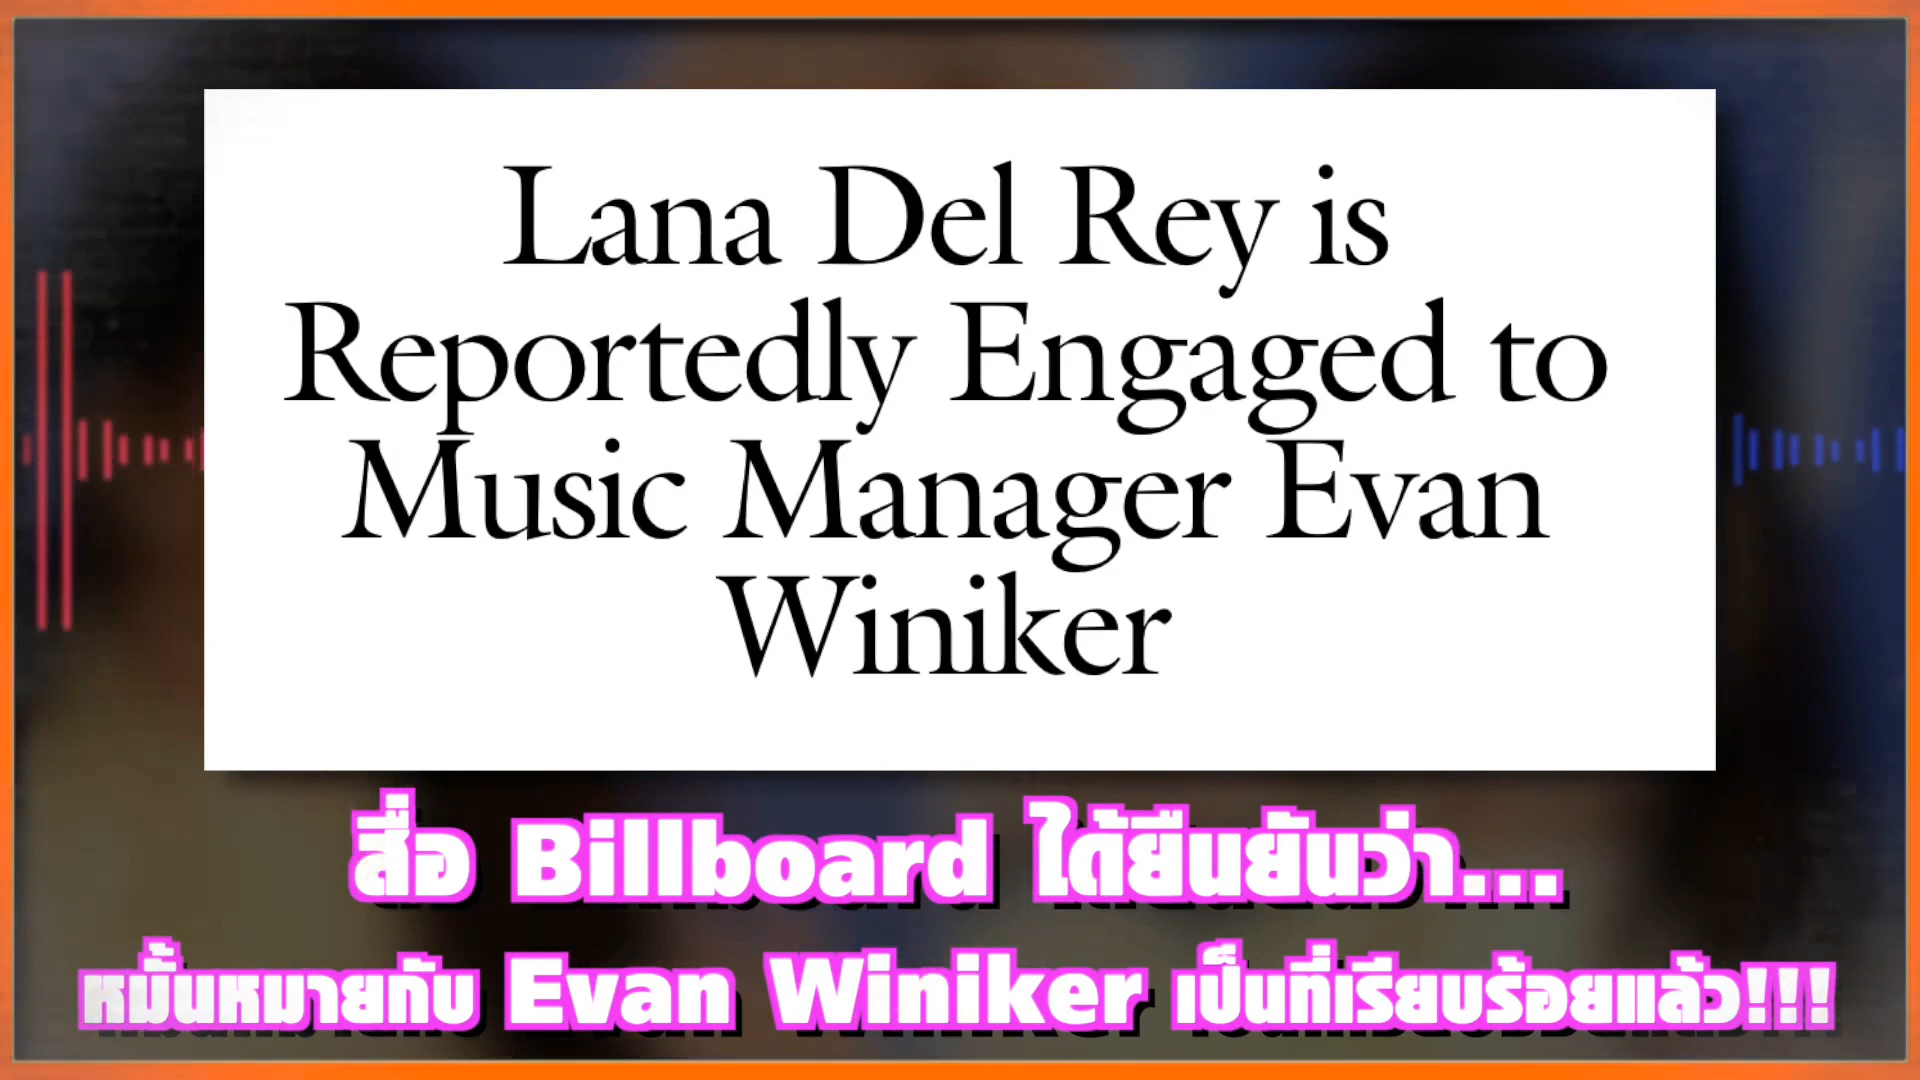 Lana Del Rey is
Reportedly Engaged to
Music Manager Evan
Winiker
สื่อ Billboard ได้ยืนยันว่า...
หมั้นหมายกับ Evan Winiker เป็นที่เรียบร้อยแล้ว!!!